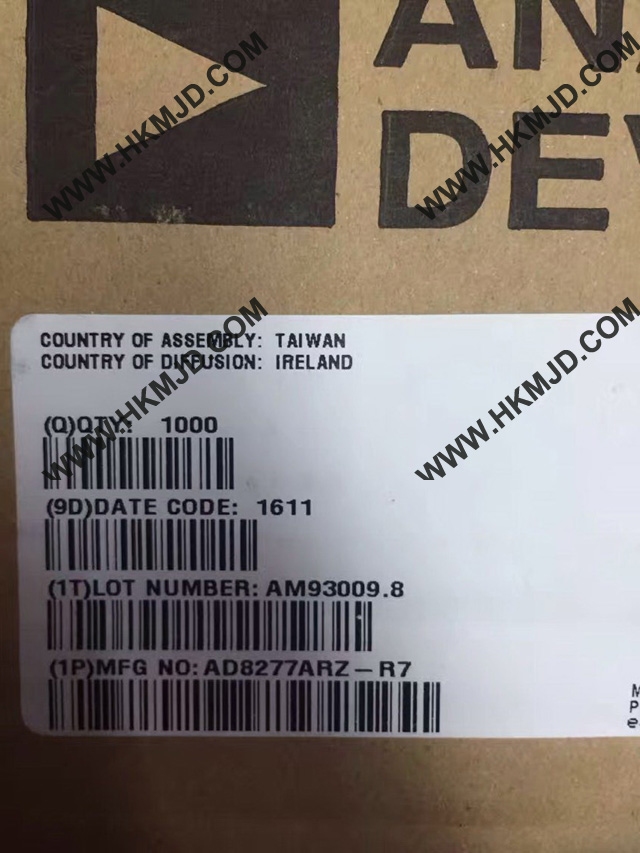 AN
DEV
WWW.HKMJD.COM
WWW.HKMJD.COM
COUNTRY OF ASSEMBLY: TAIWAN
COUNTRY OF DIFFUSION: IRELAND
WWW.HKMJD.COM
WWW.HKMJD.COM
(Q)QTY: 1000
(9D)DATE CODE: 1611
(1T)LOT NUMBER: AM93009.8
(1P)MFG NO: AD8277ARZ-R7
M
P
e